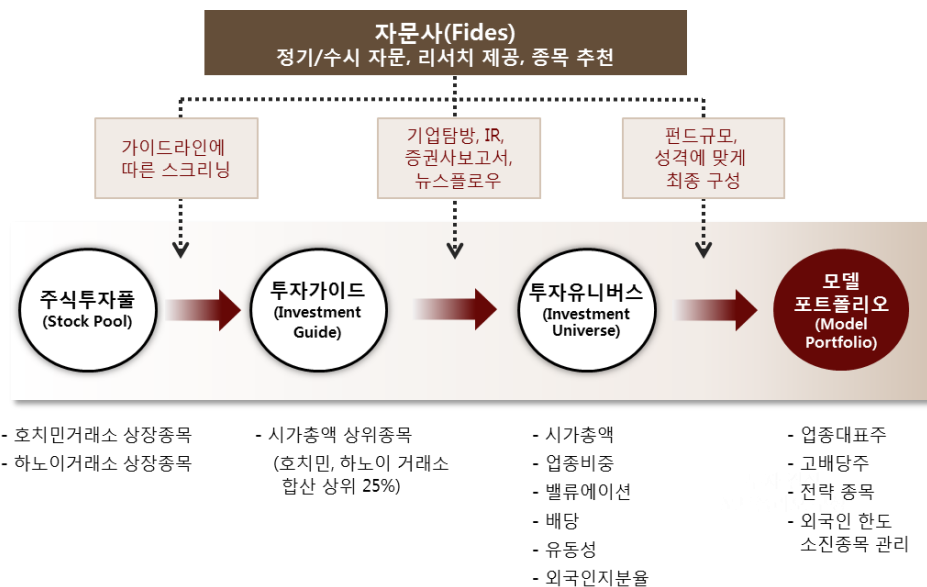 자문사(Fides)
정기/수시 자문, 리서치 제공, 종목 추천
가이드라인에
따른 스크리닝
기업탐방, IR,
증권사보고서,
뉴스플로우
펀드규모,
성격에 맞게
최종 구성
주식투자풀
(Stock Pool)
투자가이드
(Investment
Guide)
투자유니버스
(Investment
Universe)
모델
포트폴리오
(Model
Portfolio)
- 호치민거래소 상장종목
- 하노이거래소 상장종목
- 시가총액 상위종목
(호치민, 하노이 거래소
합산 상위 25%)
- 시가총액
- 업종비중
- 밸류에이션
- 배당
- 유동성
- 외국인지분율
- 업종대표주
- 고배당주
- 전략 종목
- 외국인 한도
소진종목 관리